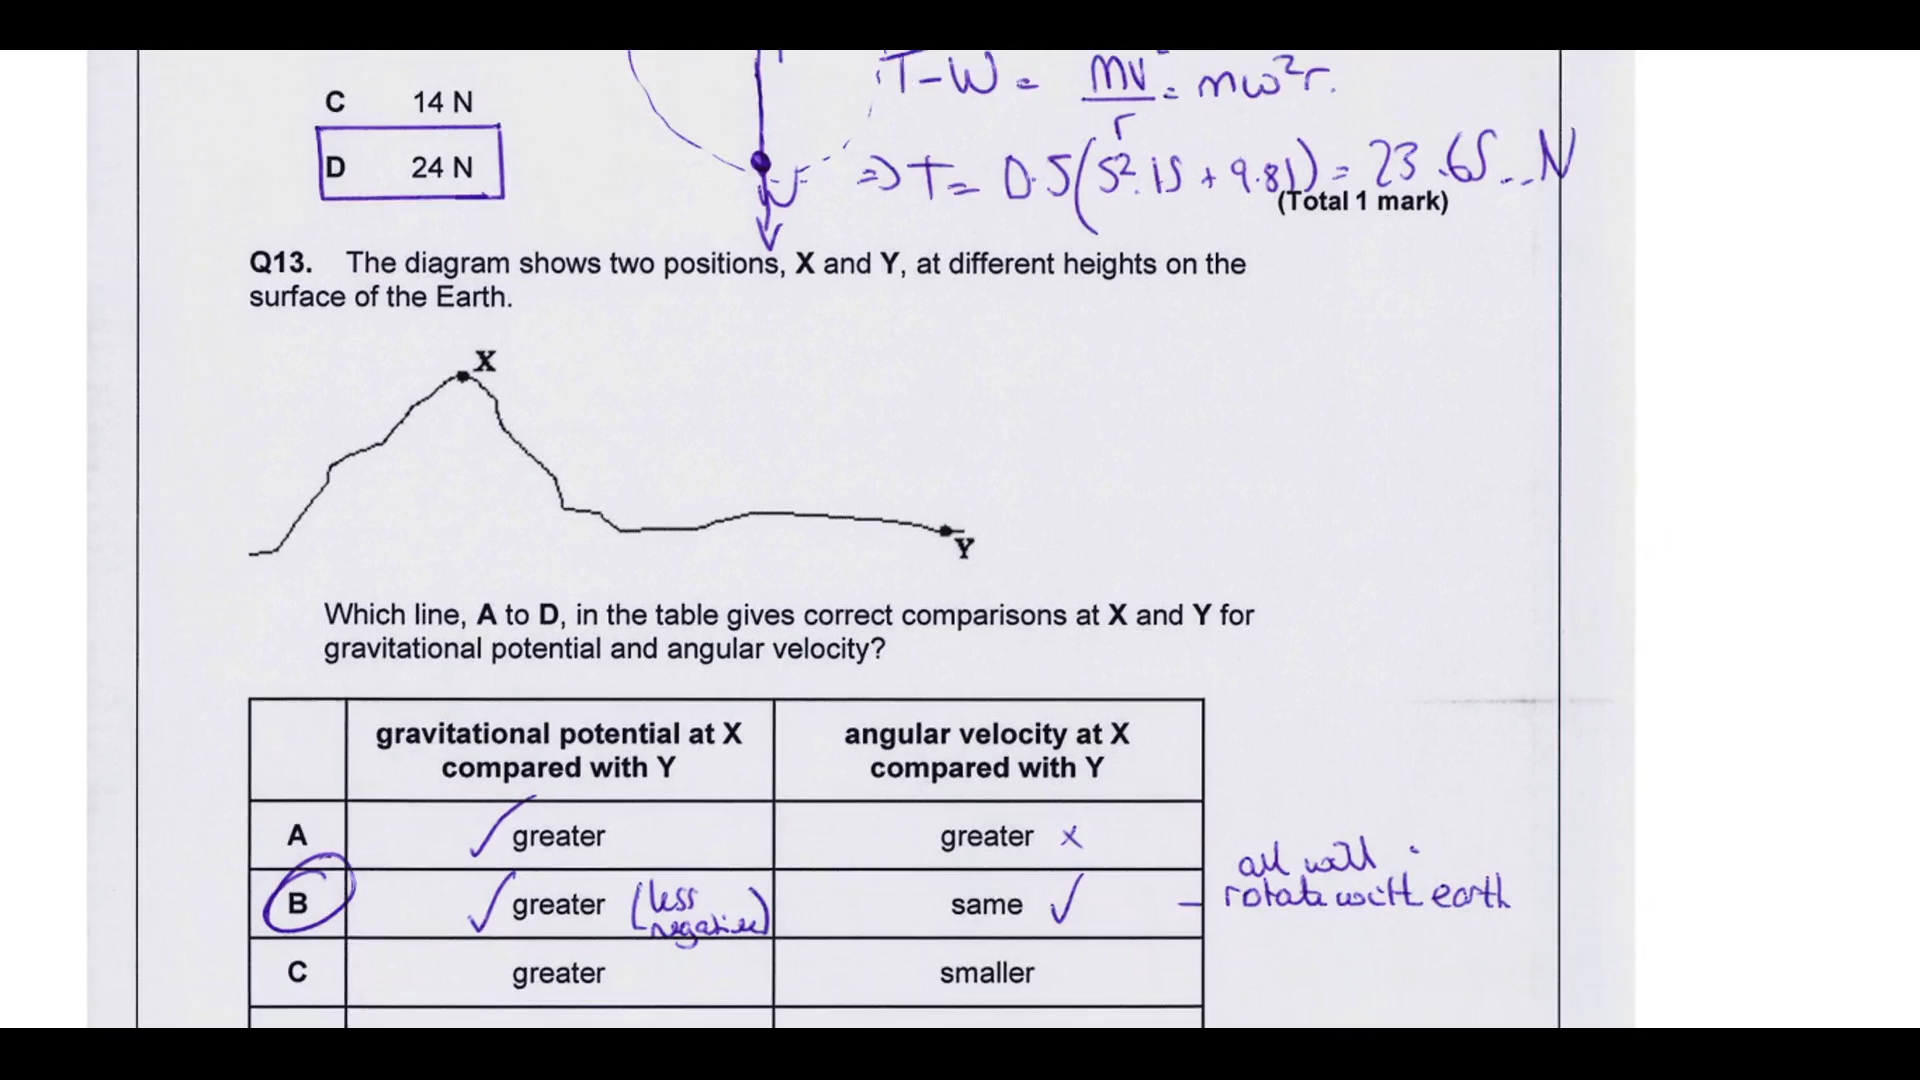 T-W = mv²/r = mω²r.
C 14 N
D 24 N
W
⇒ T = 0.5(52.15 + 9.81) = 23.65... N
(Total 1 mark)
Q13. The diagram shows two positions, X and Y, at different heights on the
surface of the Earth.
X
Y
Which line, A to D, in the table gives correct comparisons at X and Y for
gravitational potential and angular velocity?
gravitational potential at X
compared with Y
angular velocity at X
compared with Y
A ✓ greater greater x
B ✓ greater (less negative) same ✓ – all will
rotate with earth
C greater smaller